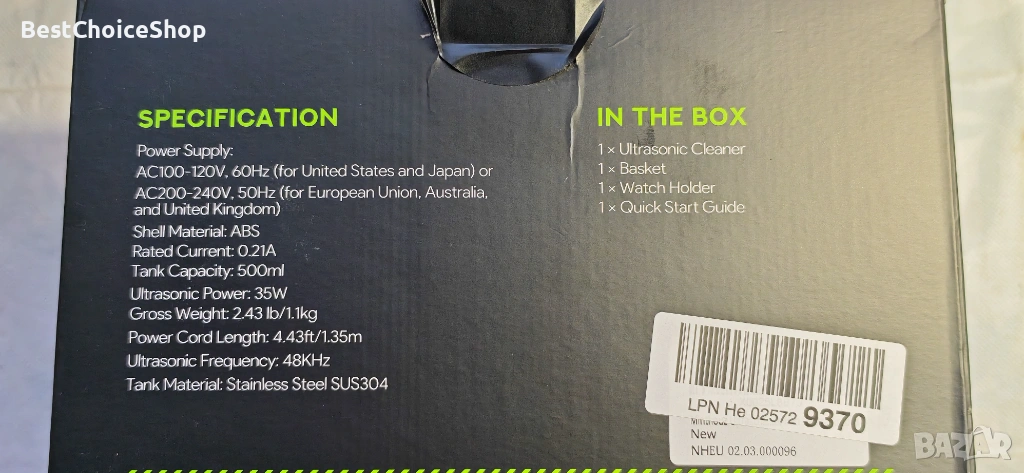 BestChoiceShop
SPECIFICATION
Power Supply:
AC100-120V, 60Hz (for United States and Japan) or
AC200-240V, 50Hz (for European Union, Australia,
and United Kingdom)
Shell Material: ABS
Rated Current: 0.21A
Tank Capacity: 500ml
Ultrasonic Power: 35W
Gross Weight: 2.43 lb/1.1kg
Power Cord Length: 4.43ft/1.35m
Ultrasonic Frequency: 48KHz
Tank Material: Stainless Steel SUS304
IN THE BOX
1 × Ultrasonic Cleaner
1 × Basket
1 × Watch Holder
1 × Quick Start Guide
LPN He 02572 9370
New
NHEU 02.03.000096
BAZAR